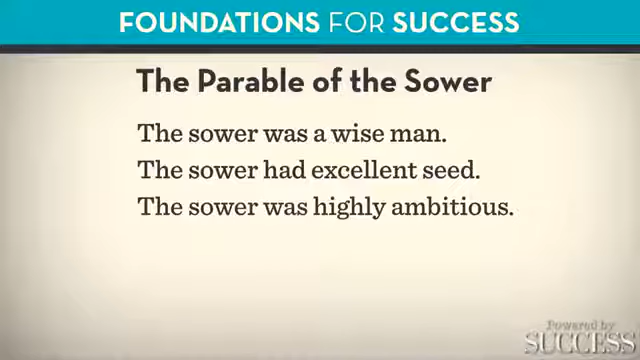 FOUNDATIONS FOR SUCCESS
The Parable of the Sower
The sower was a wise man.
The sower had excellent seed.
The sower was highly ambitious.
Powered by
SUCCESS